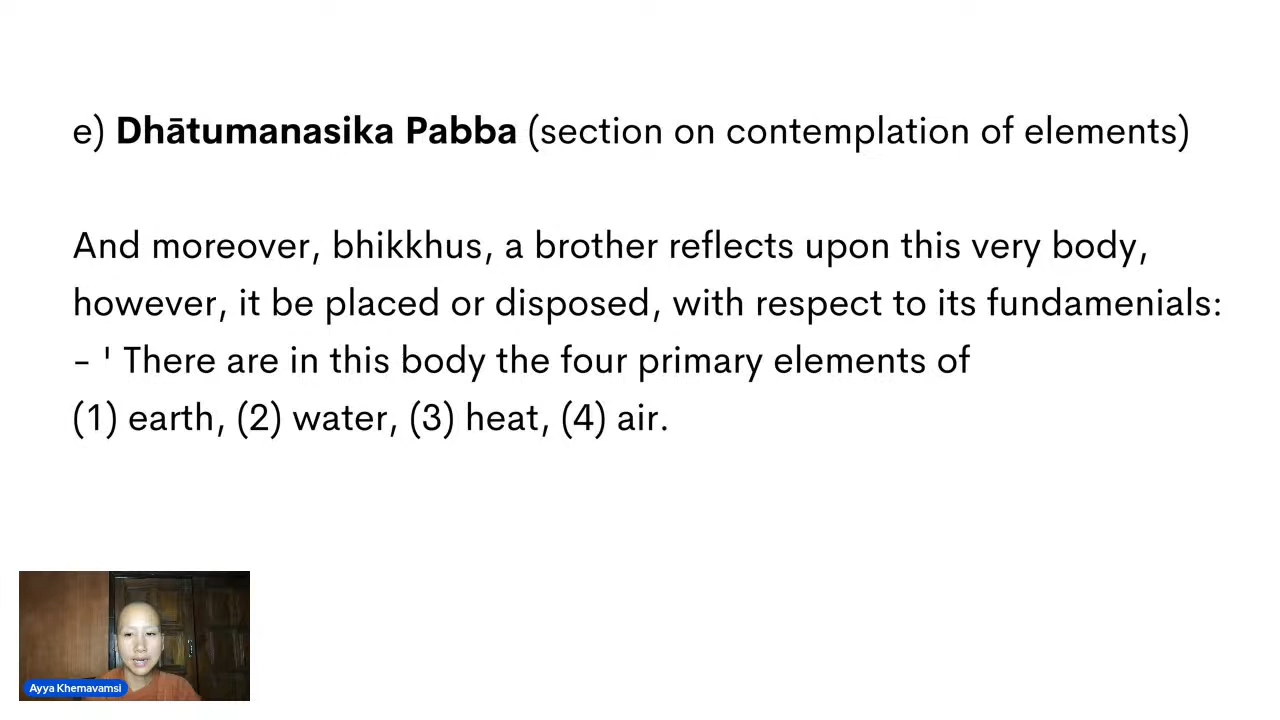 e) Dhātumanasika Pabba (section on contemplation of elements)
And moreover, bhikkhus, a brother reflects upon this very body,
however, it be placed or disposed, with respect to its fundamenials:
- ' There are in this body the four primary elements of
(1) earth, (2) water, (3) heat, (4) air.
Ayya Khemavamsi